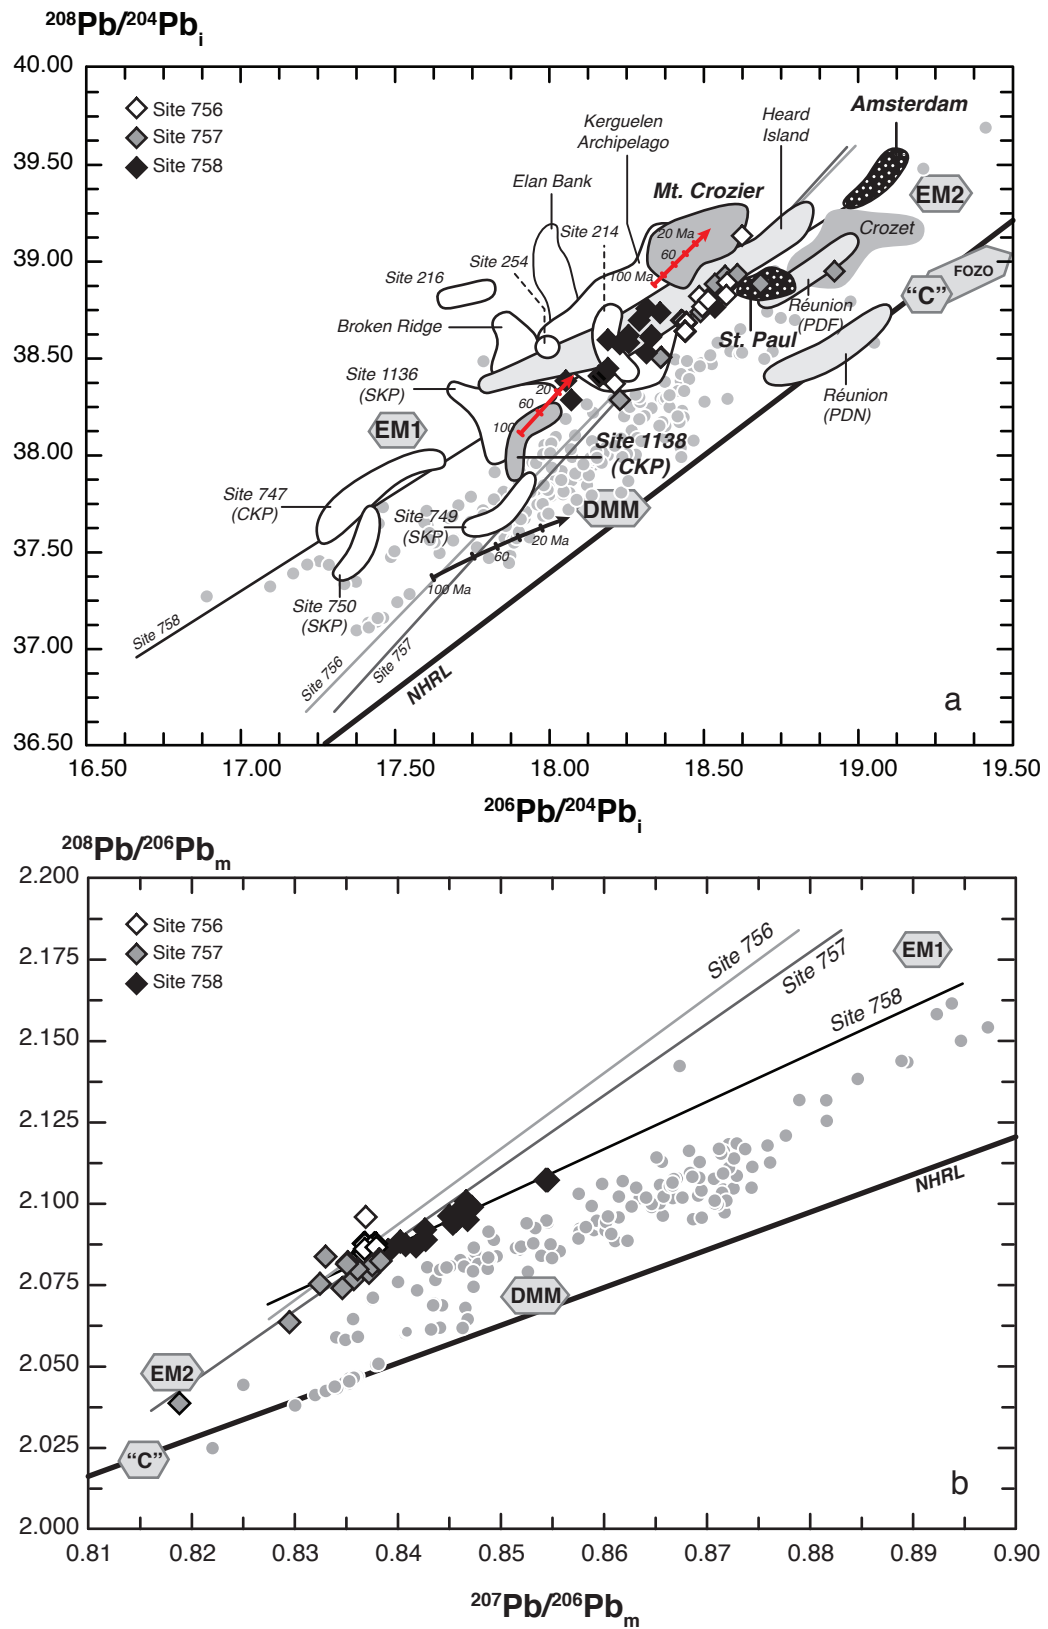 208Pb/204Pbi
40.00
39.50
39.00
38.50
38.00
37.50
37.00
36.50
16.50
17.00
17.50
18.00
18.50
19.00
19.50
206Pb/204Pbi
Site 756
Site 757
Site 758
Kerguelen
Archipelago
Heard
Island
Amsterdam
Elan Bank
Mt. Crozier
EM2
Site 214
20 Ma
60
100 Ma
Crozet
Site 254
Site 216
FOZO
"C"
Broken Ridge
Réunion
(PDF)
St. Paul
Site 1136
(SKP)
20
60
100
Réunion
(PDN)
EM1
Site 1138
(CKP)
Site 747
(CKP)
Site 749
(SKP)
DMM
20 Ma
60
100 Ma
Site 750
(SKP)
Site 758
Site 756
Site 757
NHRL
a
208Pb/206Pbm
2.200
2.175
2.150
2.125
2.100
2.075
2.050
2.025
2.000
Site 756
Site 757
Site 758
Site 756
Site 757
EM1
Site 758
NHRL
DMM
EM2
"C"
b
0.81
0.82
0.83
0.84
0.85
0.86
0.87
0.88
0.89
0.90
207Pb/206Pbm